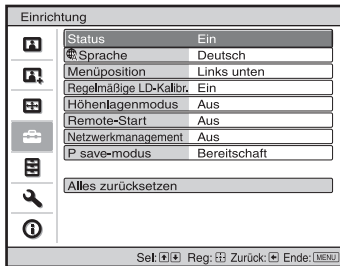 Einrichtung
Status Ein
Sprache Deutsch
Menüposition Links unten
Regelmäßige LD-Kalibr. Ein
Höhenlagenmodus Aus
Remote-Start Aus
Netzwerkmanagement Aus
P save-modus Bereitschaft
Alles zurücksetzen
Sel: Reg: Zurück: Ende: MENU